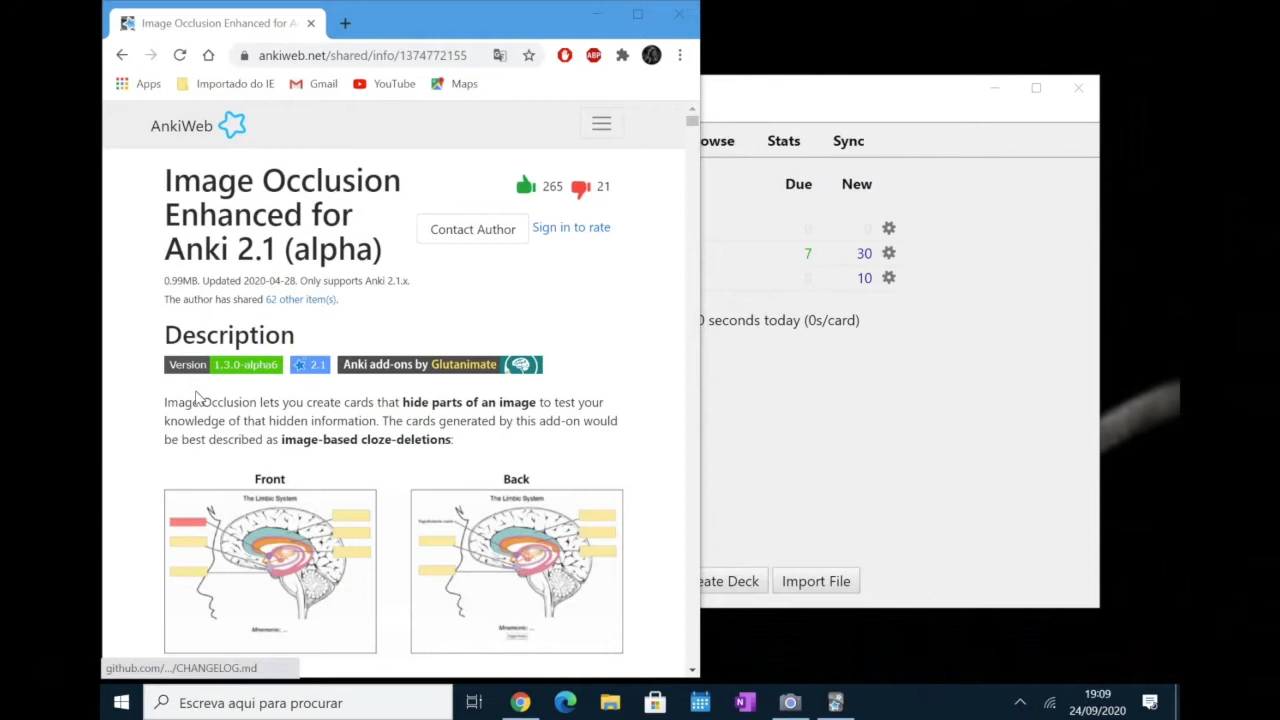 Image Occlusion Enhanced for A
ankiweb.net/shared/info/1374772155
Apps
Importado do IE
Gmail
YouTube
Maps
AnkiWeb
Image Occlusion
Enhanced for
Anki 2.1 (alpha)
265
21
Contact Author
Sign in to rate
0.99MB. Updated 2020-04-28. Only supports Anki 2.1.x.
The author has shared 62 other item(s).
Description
Version 1.3.0-alpha6
2.1
Anki add-ons by Glutanimate
Image Occlusion lets you create cards that hide parts of an image to test your
knowledge of that hidden information. The cards generated by this add-on would
be best described as image-based cloze-deletions:
Front
Back
The Limbic System
The Limbic System
Mnemonic: ...
Mnemonic: ...
github.com/.../CHANGELOG.md
owse
Stats
Sync
Due
New
0
0
7
30
0
10
0 seconds today (0s/card)
eate Deck
Import File
ABP
Escreva aqui para procurar
19:09
24/09/2020